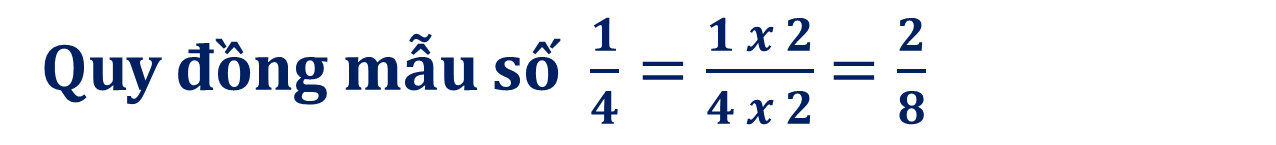 Quy đồng mẫu số 1/4 = (1 x 2)/(4 x 2) = 2/8